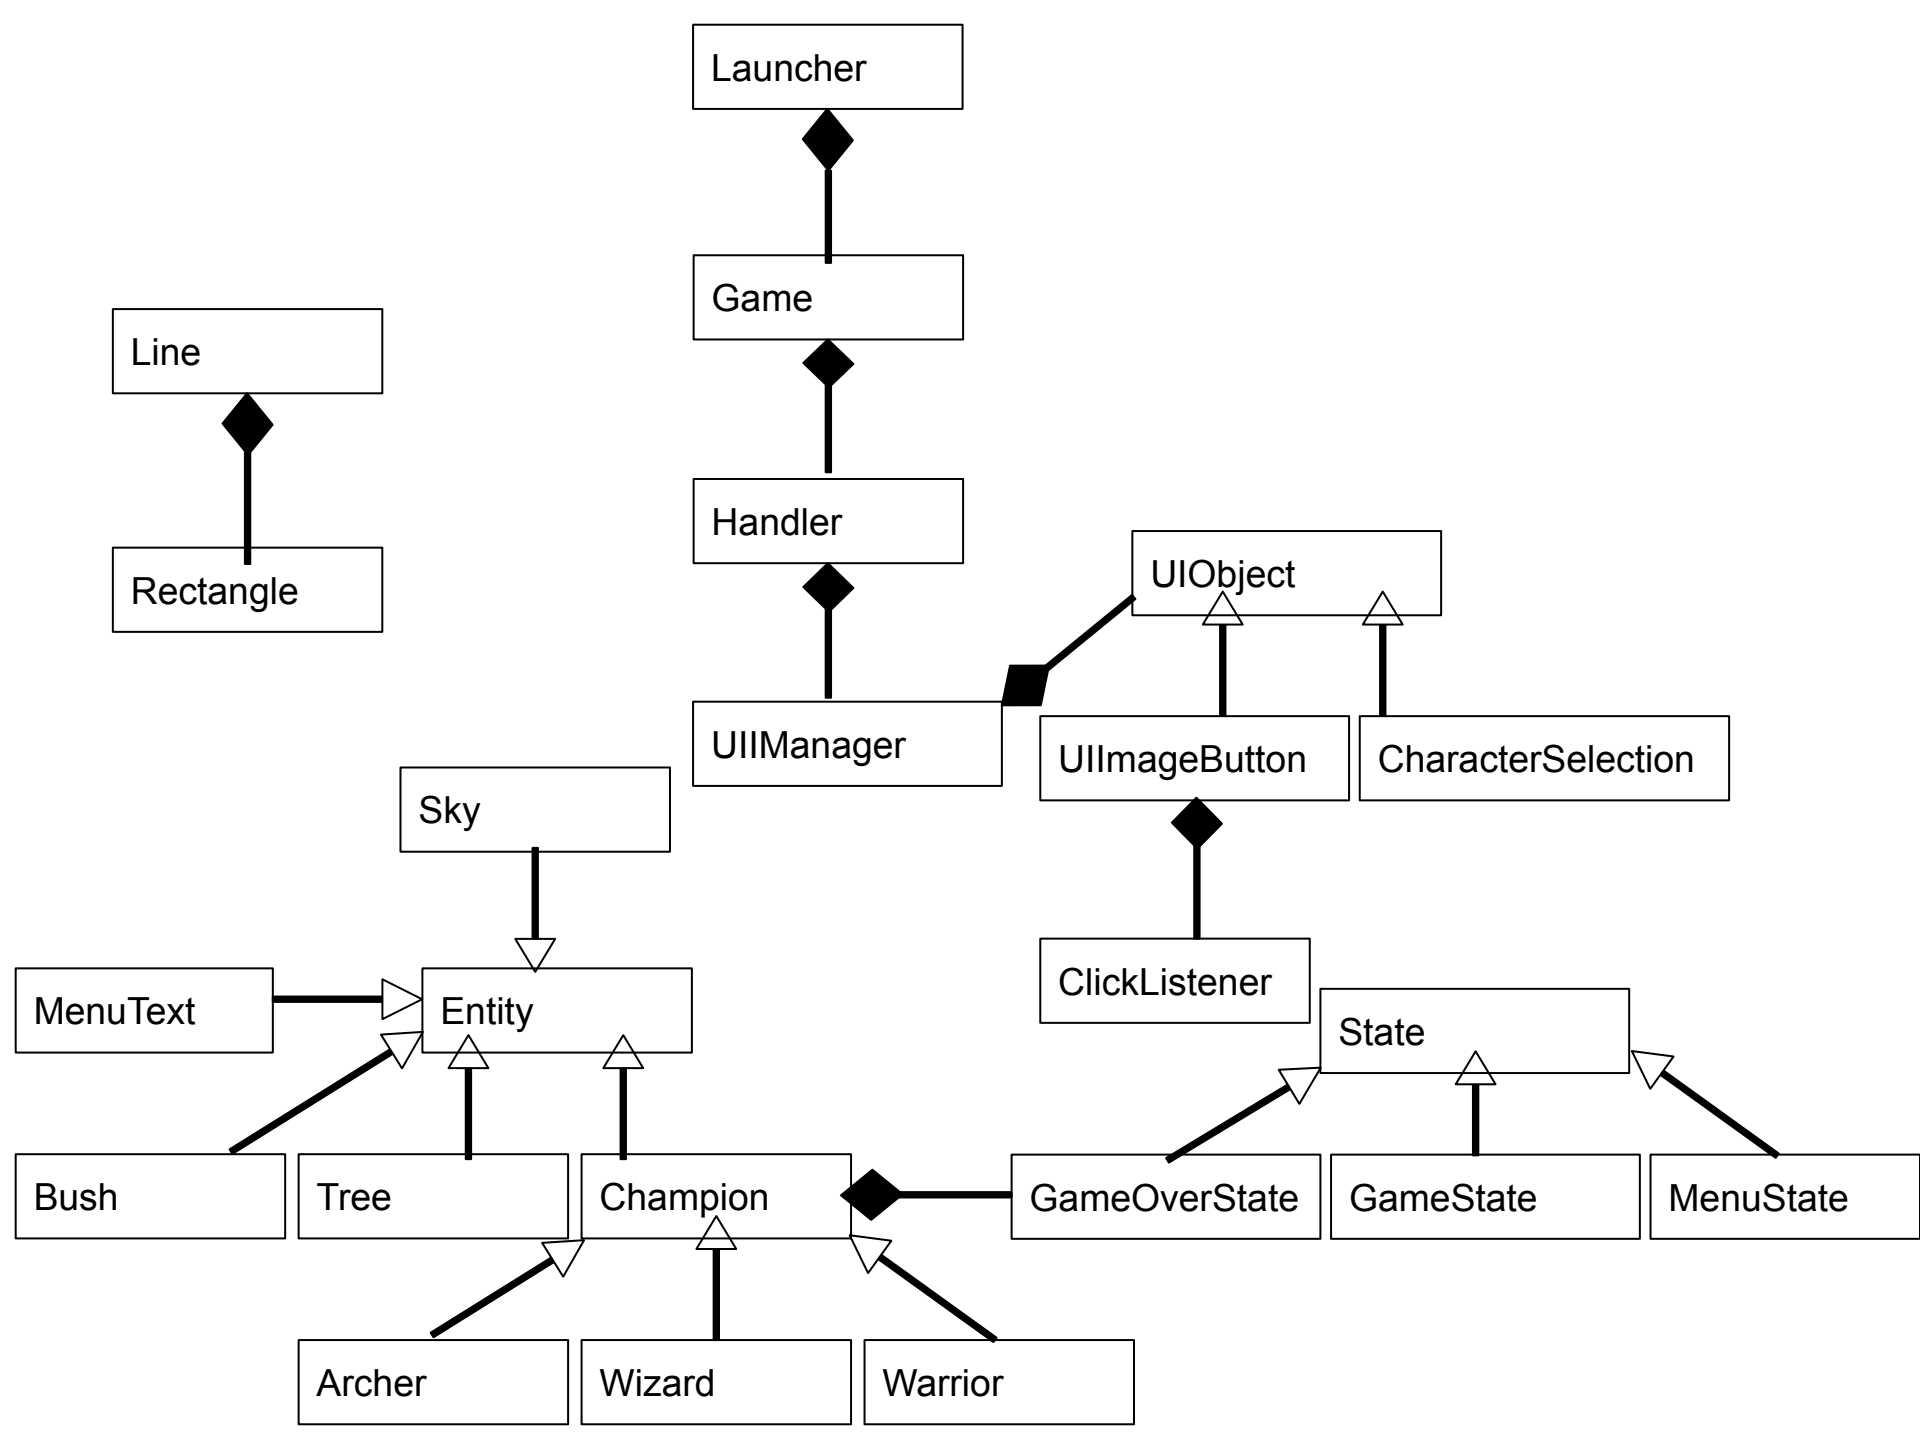 Launcher
Game
Line
Handler
UIObject
Rectangle
UIIManager
UIImageButton
CharacterSelection
Sky
ClickListener
MenuText
Entity
State
Bush
Tree
Champion
GameOverState
GameState
MenuState
Archer
Wizard
Warrior